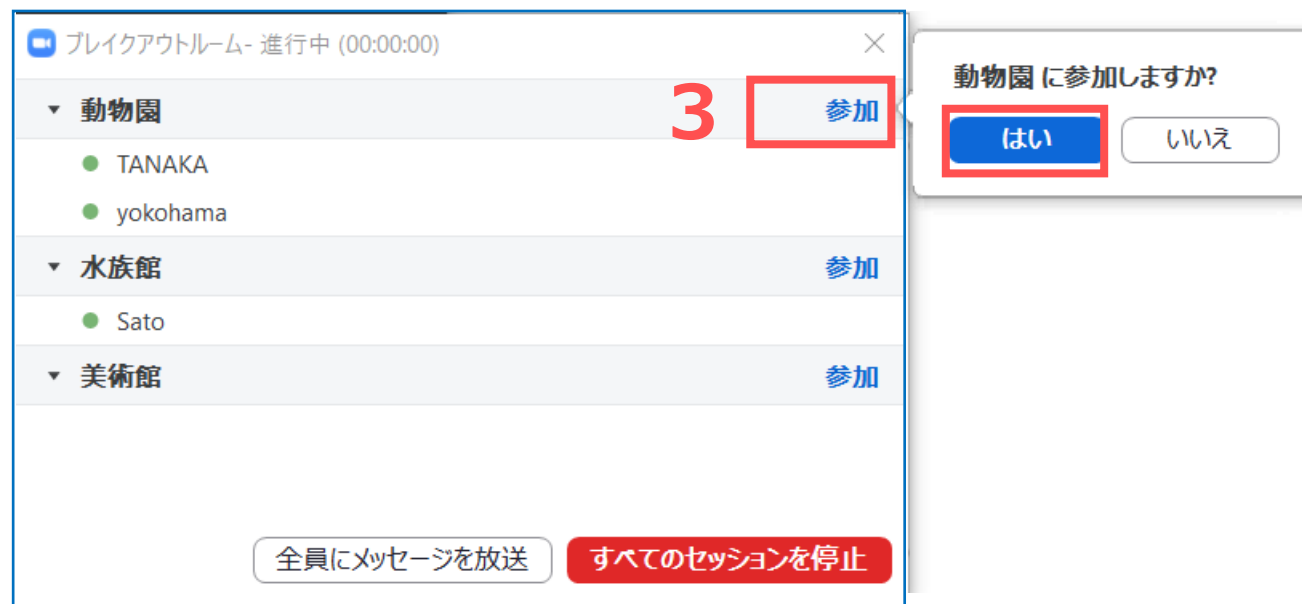 ブレイクアウトルーム- 進行中 (00:00:00)
動物園 3 参加
TANAKA
yokohama
水族館 参加
Sato
美術館 参加
全員にメッセージを放送 すべてのセッションを停止
動物園 に参加しますか?
はい いいえ